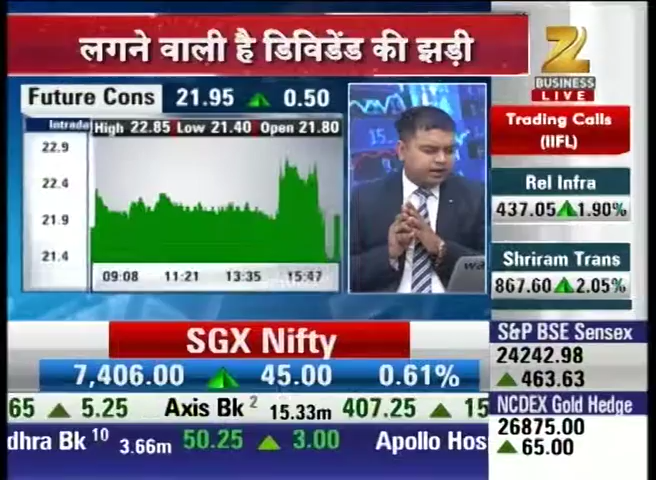 लगने वाली है डिविडेंड की झड़ी
Z
BUSINESS
LIVE
Future Cons 21.95 ▲ 0.50
Intraday High 22.85 Low 21.40 Open 21.80
22.9
22.4
21.9
21.4
09:08 11:21 13:35 15:47
Trading Calls
(IIFL)
Rel Infra
437.05 ▲ 1.90%
Shriram Trans
867.60 ▲ 2.05%
SGX Nifty
7,406.00 ▲ 45.00 0.61%
S&P BSE Sensex
24242.98
▲ 463.63
NCDEX Gold Hedge
26875.00
▲ 65.00
65 ▲ 5.25 Axis Bk 2 15.33m 407.25 ▲ 15
dhra Bk 10 3.66m 50.25 ▲ 3.00 Apollo Hos